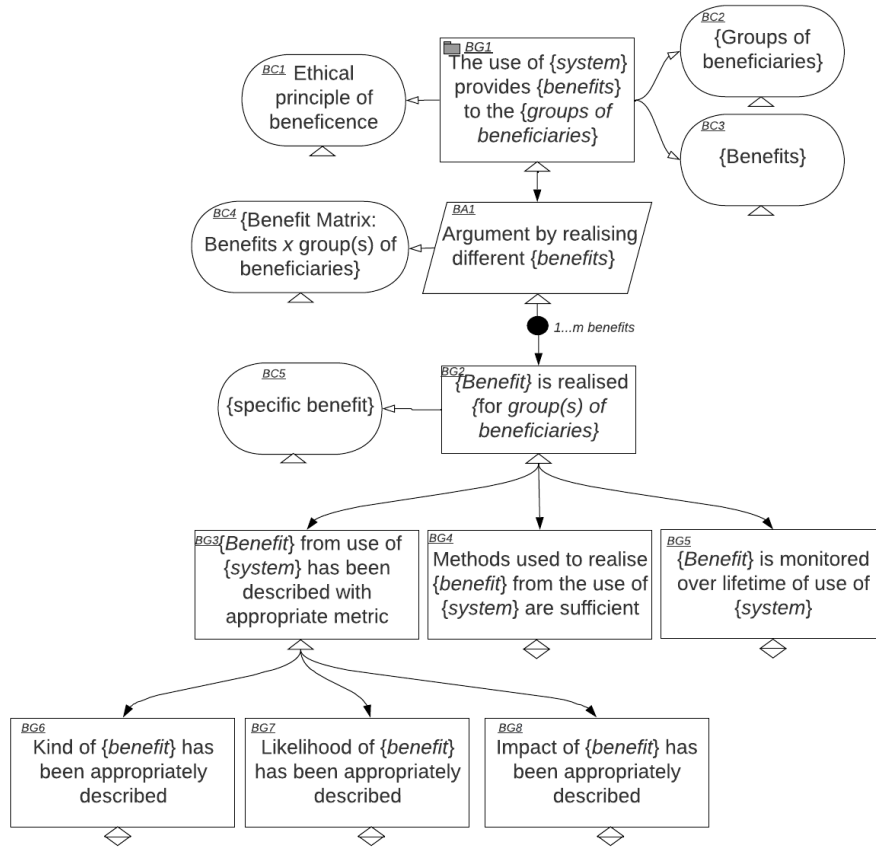 BC1
Ethical
principle of
beneficence
BG1
The use of {system}
provides {benefits}
to the {groups of
beneficiaries}
BC2
{Groups of
beneficiaries}
BC3
{Benefits}
BC4
{Benefit Matrix:
Benefits x group(s) of
beneficiaries}
BA1
Argument by realising
different {benefits}
1...m benefits
BC5
{specific benefit}
BG2
{Benefit} is realised
{for group(s) of
beneficiaries}
BG3
{Benefit} from use of
{system} has been
described with
appropriate metric
BG4
Methods used to realise
{benefit} from the use of
{system} are sufficient
BG5
{Benefit} is monitored
over lifetime of use of
{system}
BG6
Kind of {benefit} has
been appropriately
described
BG7
Likelihood of {benefit}
has been appropriately
described
BG8
Impact of {benefit} has
been appropriately
described